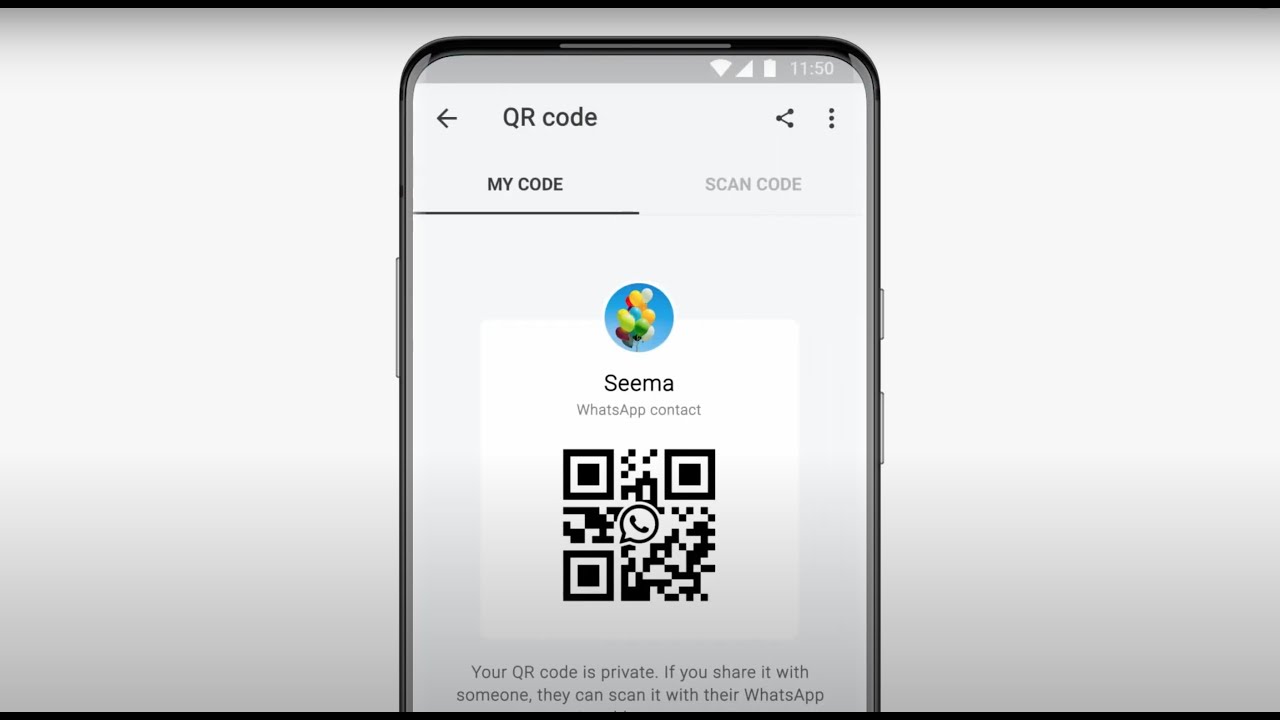 11:50
QR code
MY CODE
SCAN CODE
Seema
WhatsApp contact
Your QR code is private. If you share it with
someone, they can scan it with their WhatsApp